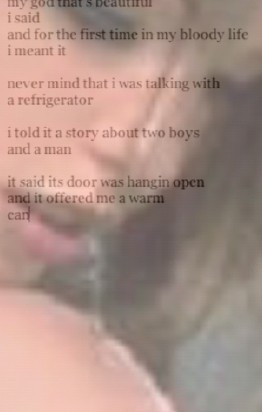 my god that's beautiful
i said
and for the first time in my bloody life
i meant it
never mind that i was talking with
a refrigerator
i told it a story about two boys
and a man
it said its door was hangin open
and it offered me a warm
can